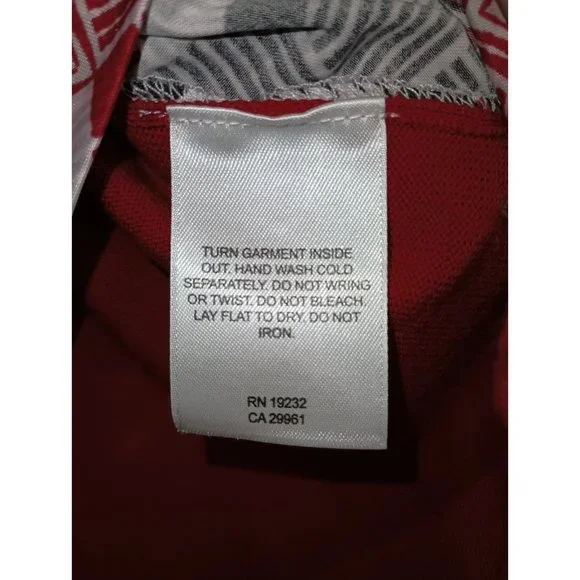 TURN GARMENT INSIDE
OUT. HAND WASH COLD
SEPARATELY. DO NOT WRING
OR TWIST. DO NOT BLEACH.
LAY FLAT TO DRY. DO NOT
IRON.
RN 19232
CA 29961